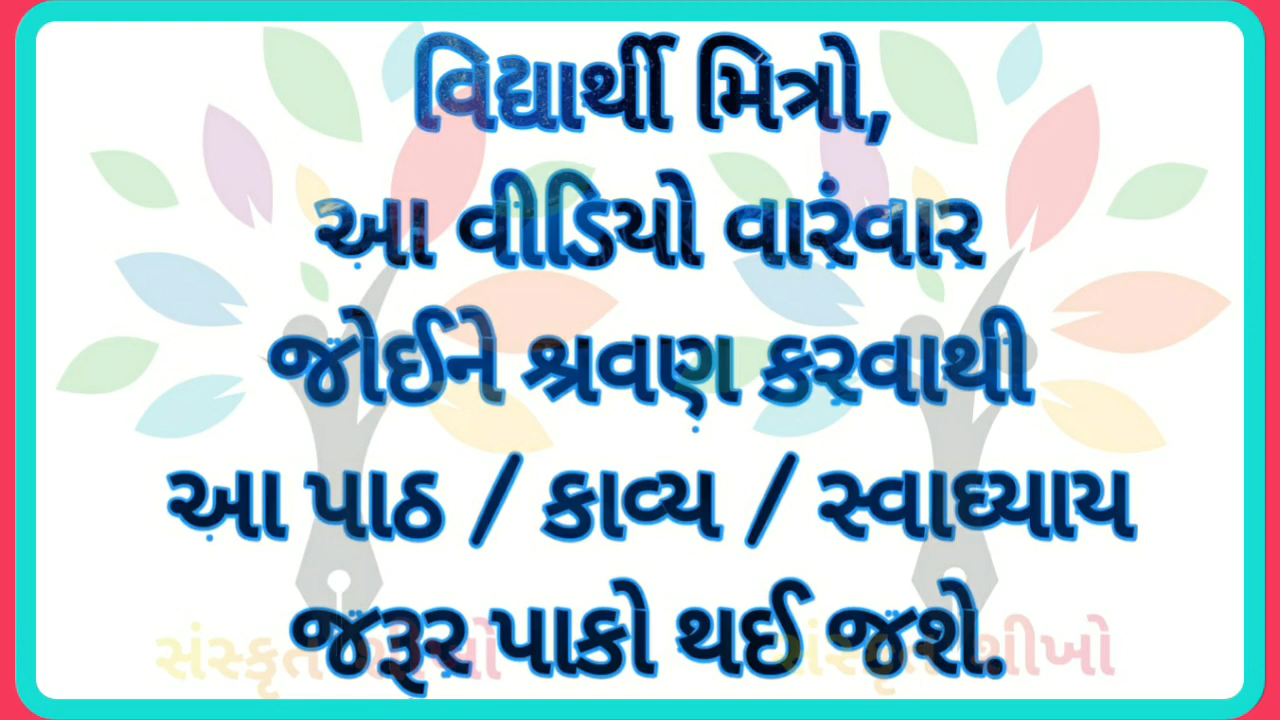 વિદ્યાર્થી મિત્રો,
આ વીડિયો વારંવાર
જોઈને શ્રવણ કરવાથી
આ પાઠ / કાવ્ય / સ્વાધ્યાય
જરૂર પાકો થઈ જશે.
સંસ્કૃત શીખો સંસ્કૃત શીખો